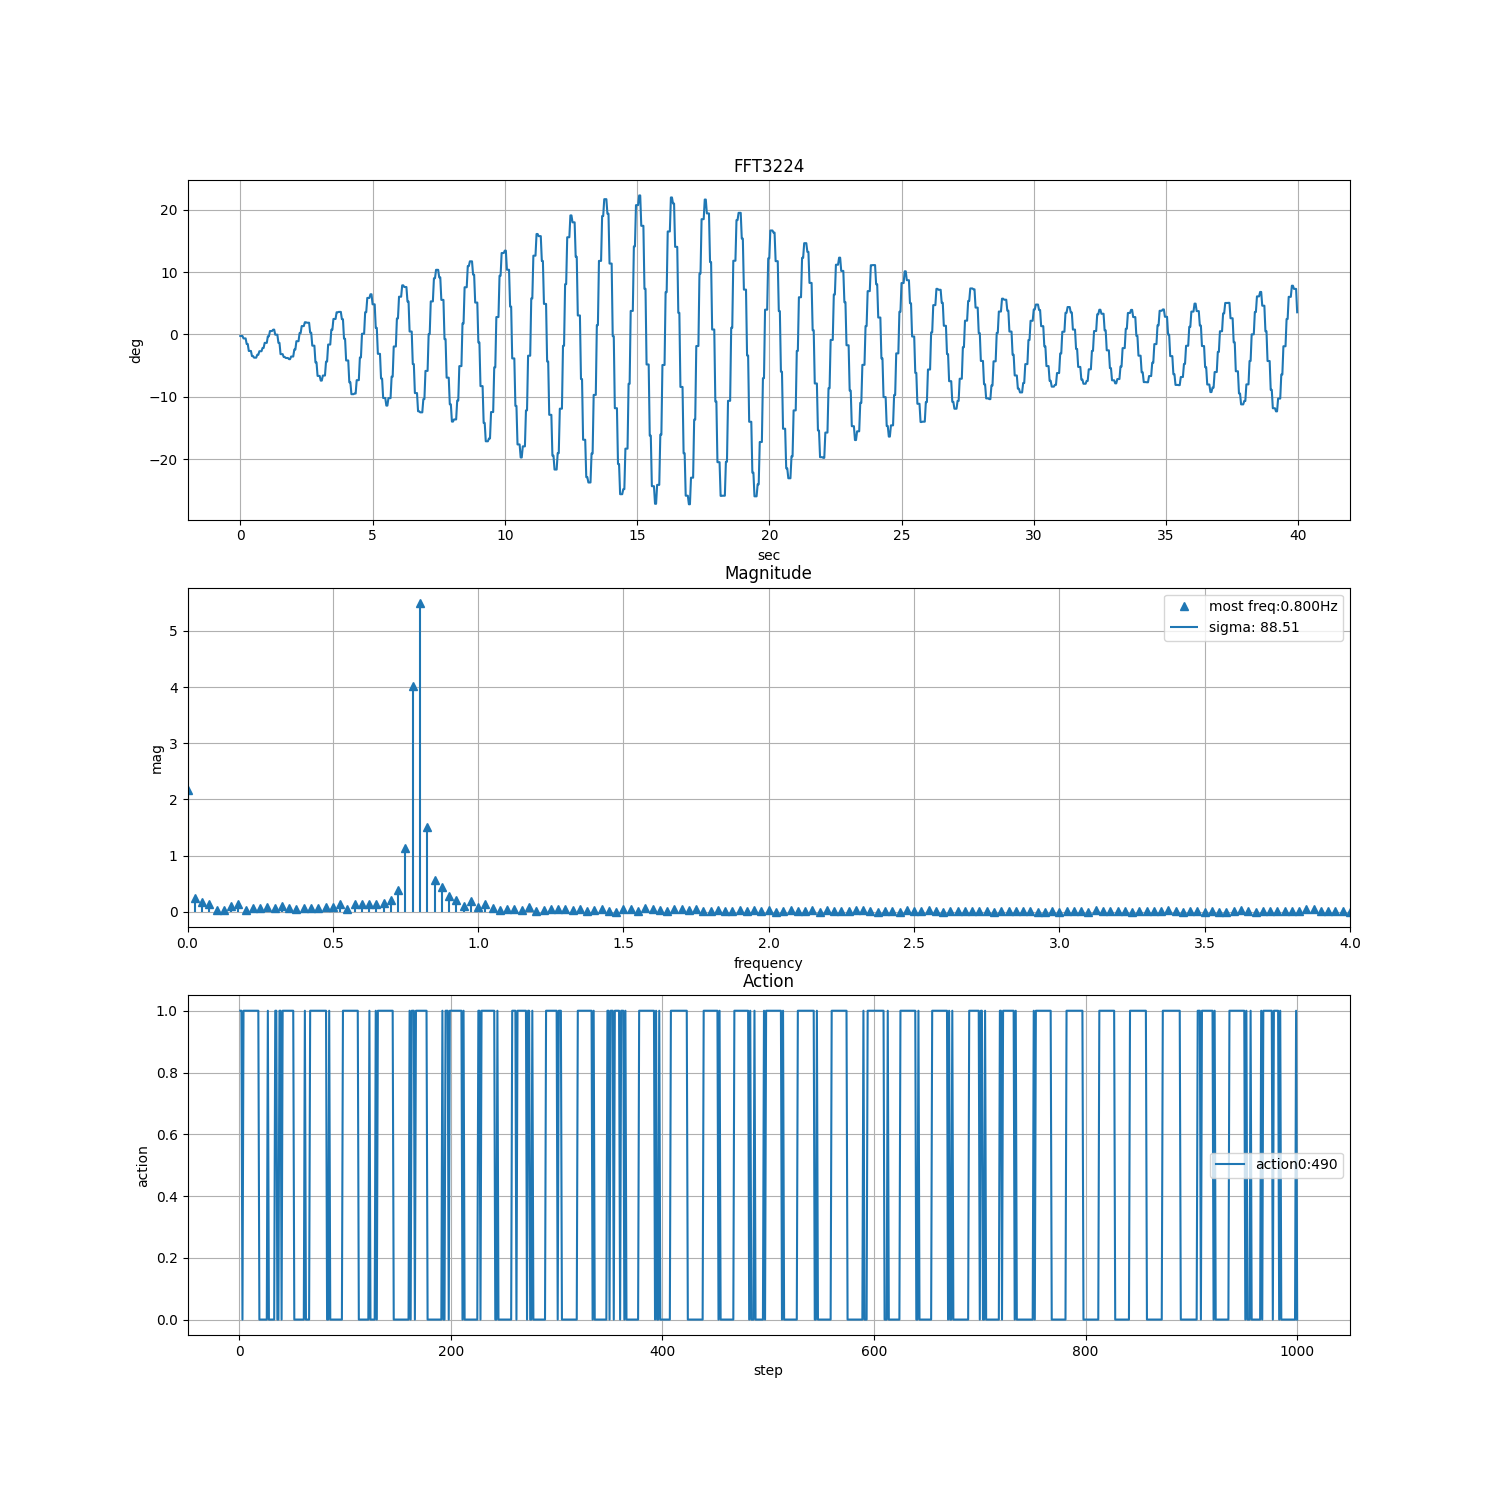 FFT3224
deg
20
10
0
−10
−20
0 5 10 15 20 25 30 35 40
sec
Magnitude
mag
5
4
3
2
1
0
most freq:0.800Hz
sigma: 88.51
0.0 0.5 1.0 1.5 2.0 2.5 3.0 3.5 4.0
frequency
Action
action
1.0
0.8
0.6
0.4
0.2
0.0
action0:490
0 200 400 600 800 1000
step